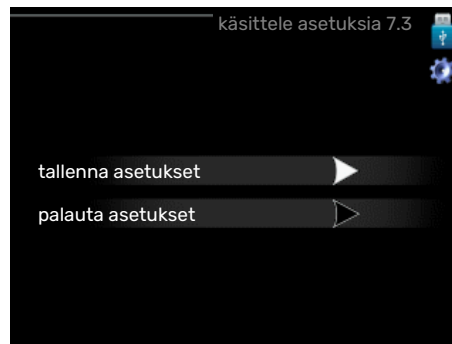 käsittele asetuksia 7.3
tallenna asetukset
palauta asetukset